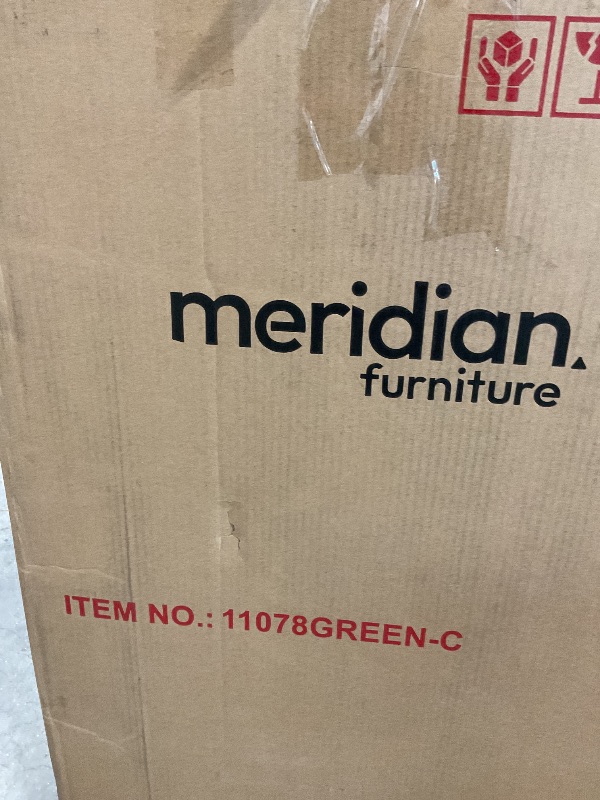 meridian
furniture
ITEM NO.: 11078GREEN-C